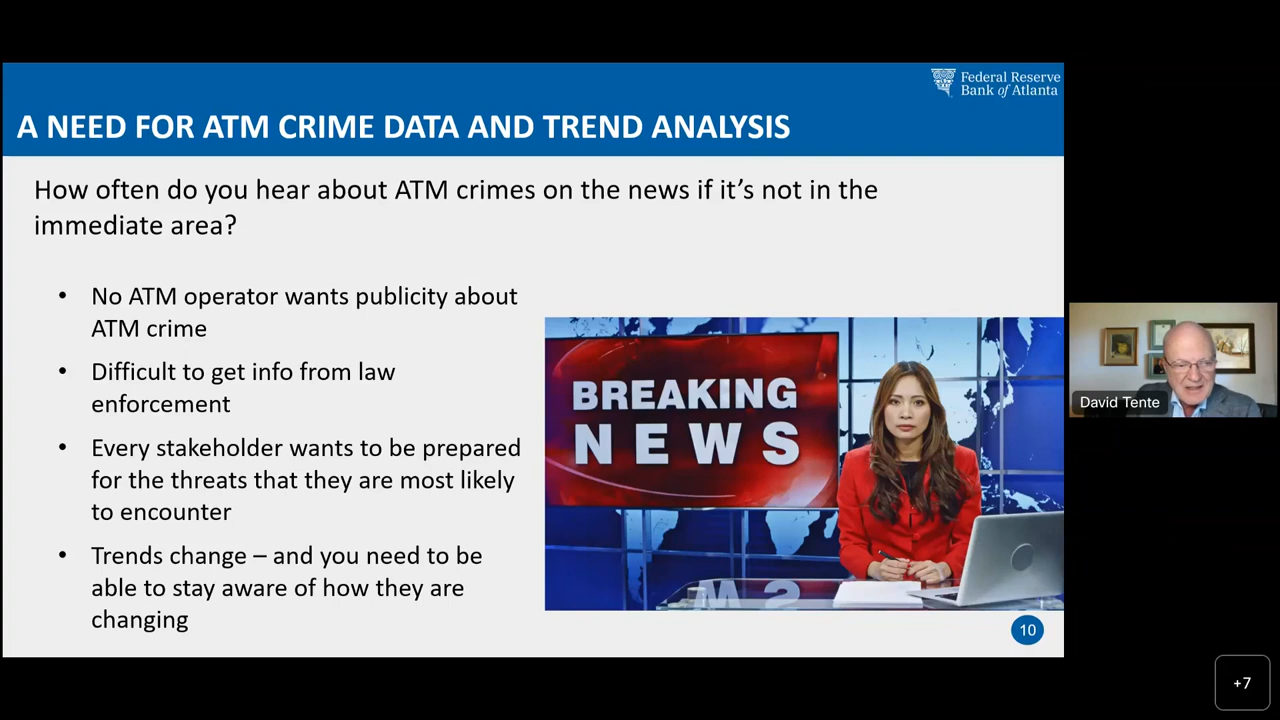 Federal Reserve
Bank of Atlanta
A NEED FOR ATM CRIME DATA AND TREND ANALYSIS
How often do you hear about ATM crimes on the news if it’s not in the
immediate area?
• No ATM operator wants publicity about
ATM crime
• Difficult to get info from law
enforcement
• Every stakeholder wants to be prepared
for the threats that they are most likely
to encounter
• Trends change – and you need to be
able to stay aware of how they are
changing
BREAKING
NEWS
10
David Tente
+7